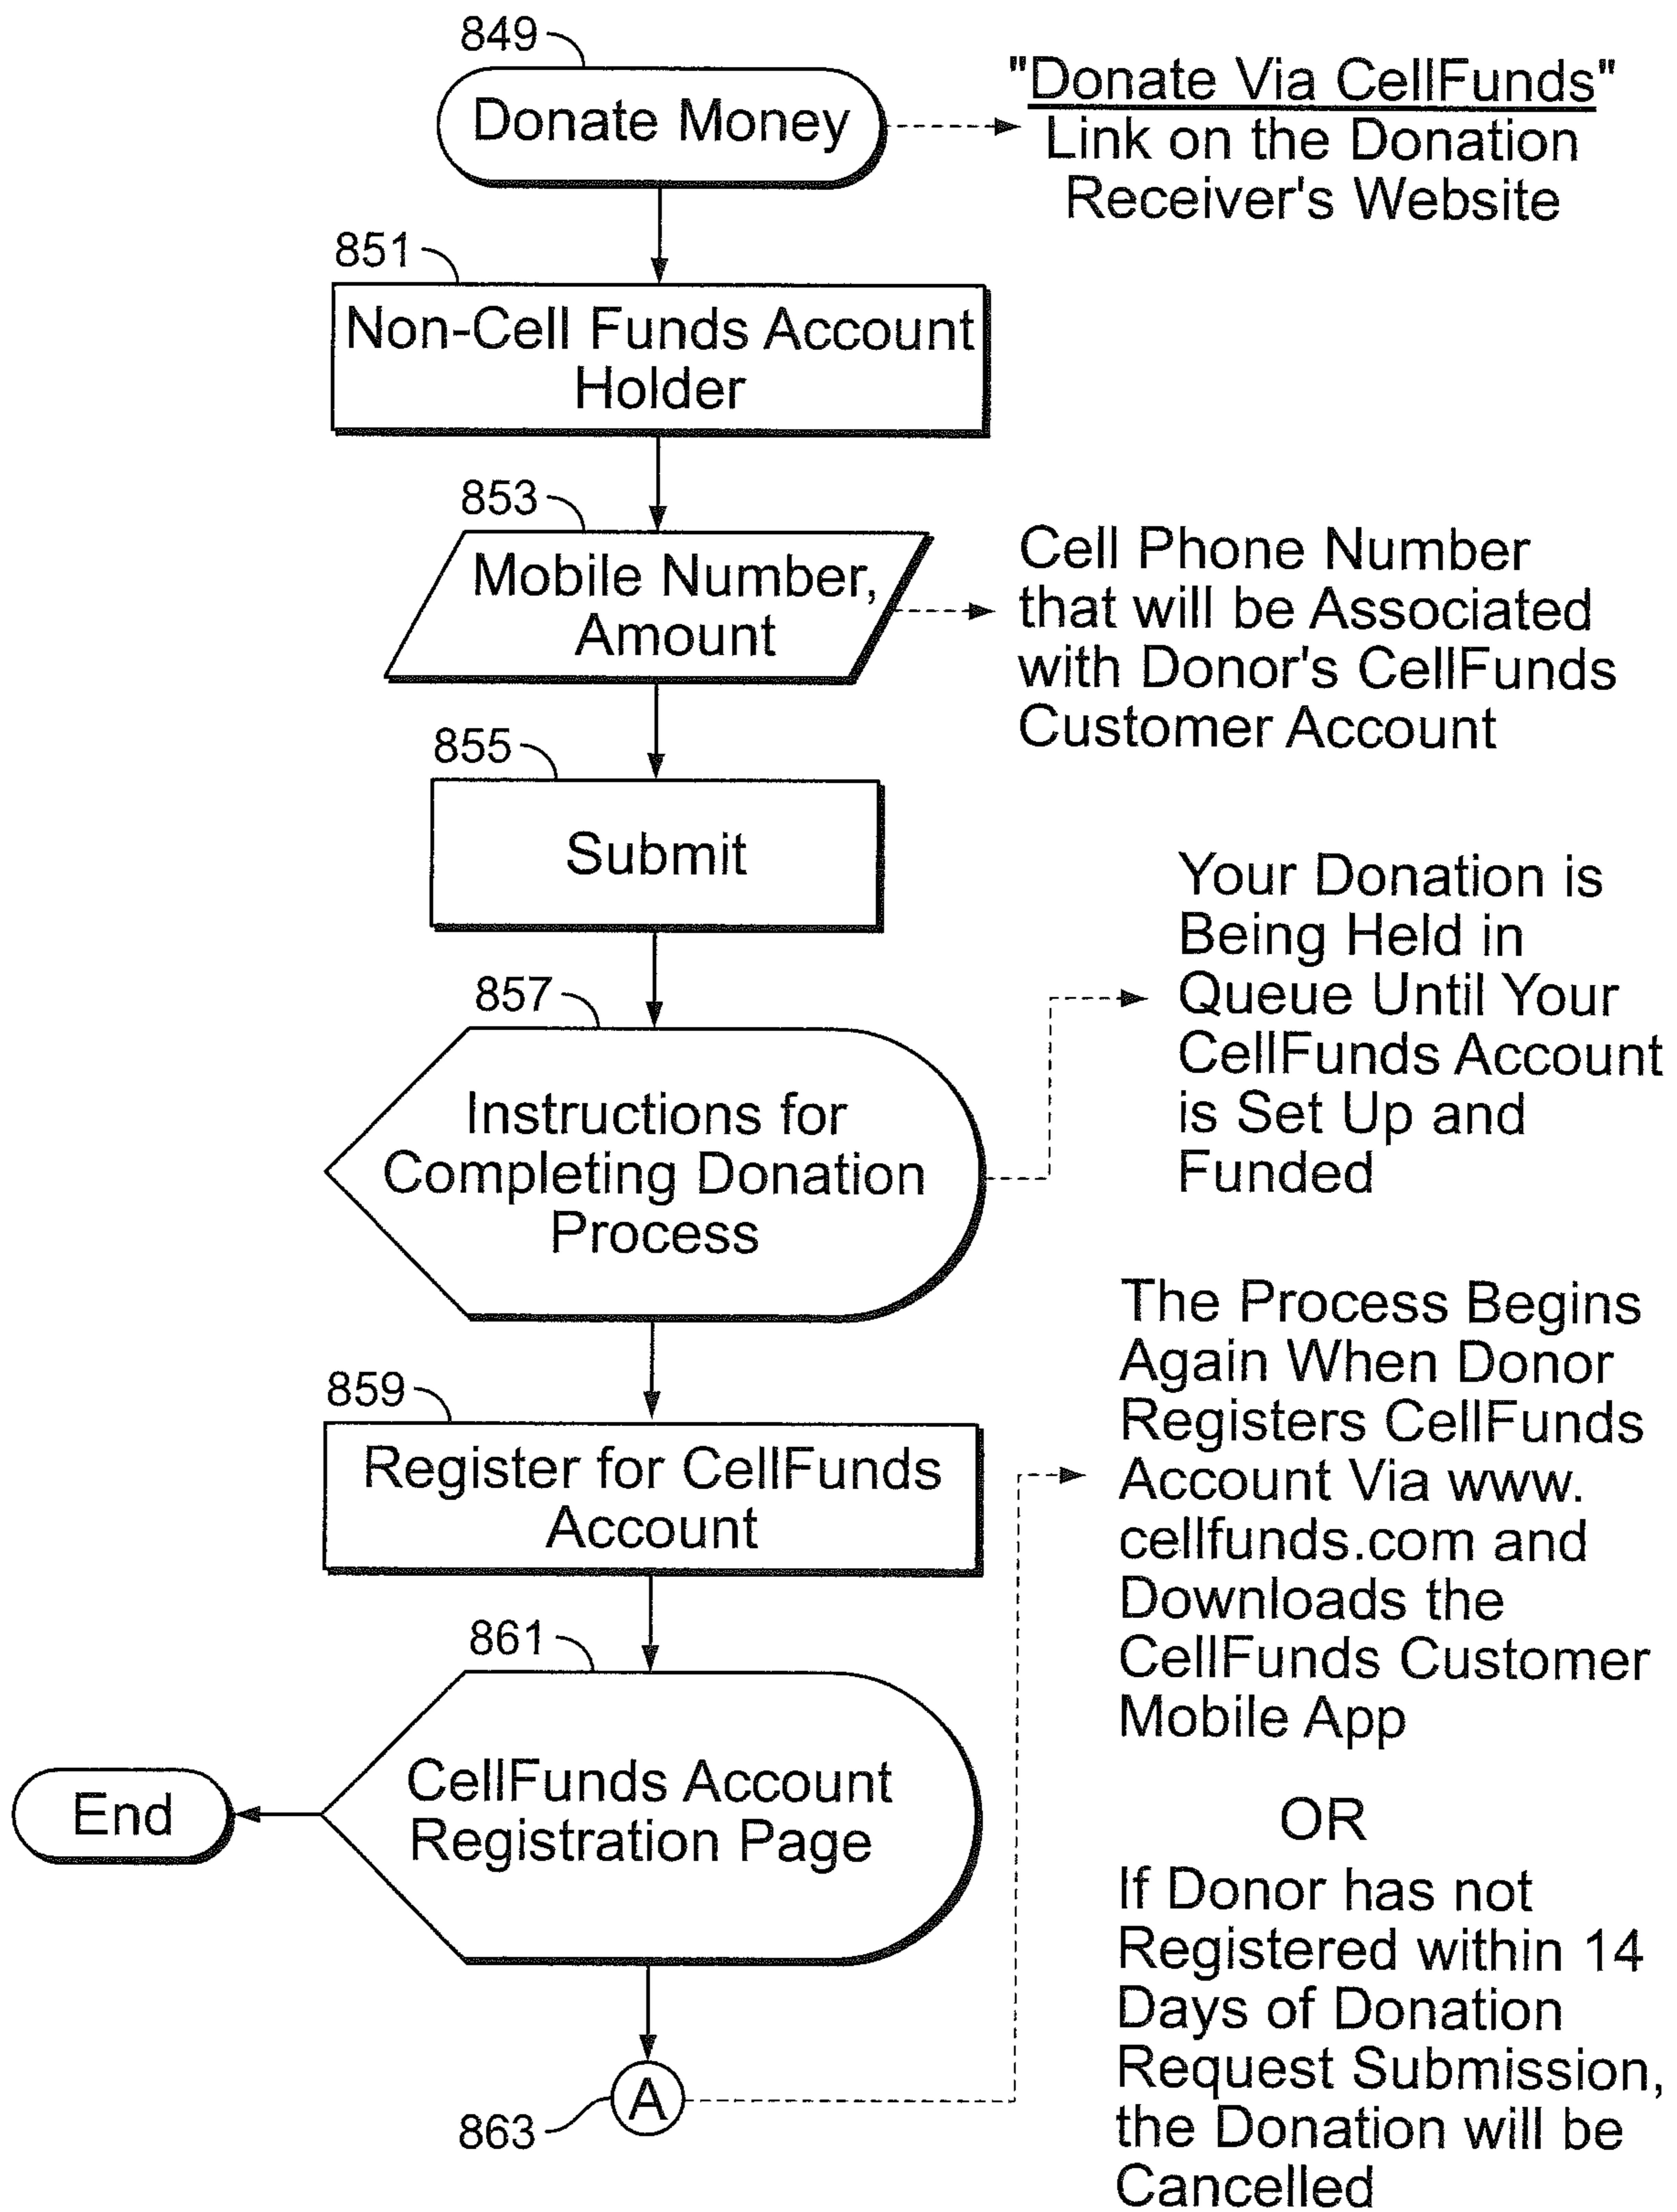 849
Donate Money
"Donate Via CellFunds"
Link on the Donation
Receiver's Website
851
Non-Cell Funds Account
Holder
853
Mobile Number,
Amount
Cell Phone Number
that will be Associated
with Donor's CellFunds
Customer Account
855
Submit
Your Donation is
Being Held in
Queue Until Your
CellFunds Account
is Set Up and
Funded
857
Instructions for
Completing Donation
Process
859
Register for CellFunds
Account
The Process Begins
Again When Donor
Registers CellFunds
Account Via www.
cellfunds.com and
Downloads the
CellFunds Customer
Mobile App
OR
If Donor has not
Registered within 14
Days of Donation
Request Submission,
the Donation will be
Cancelled
861
CellFunds Account
Registration Page
End
A
863